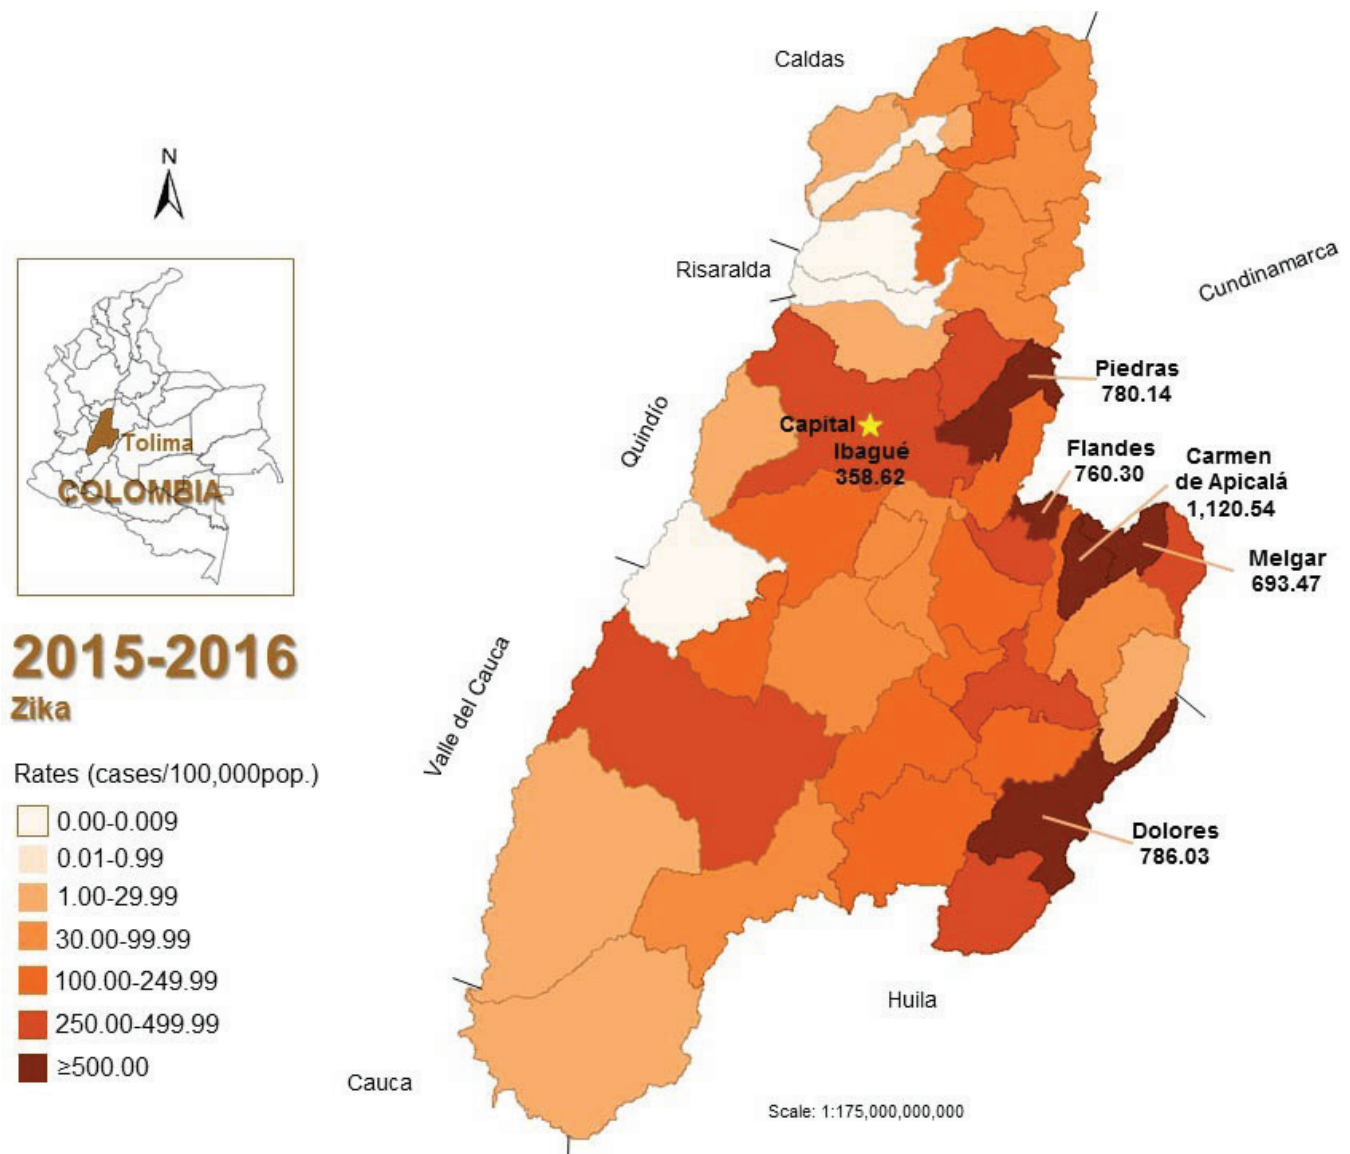 N
Tolima
COLOMBIA
2015-2016
Zika
Rates (cases/100,000pop.)
0.00-0.009
0.01-0.99
1.00-29.99
30.00-99.99
100.00-249.99
250.00-499.99
≥500.00
Caldas
Risaralda
Cundinamarca
Quindío
Valle del Cauca
Cauca
Huila
Capital
Ibagué
358.62
Piedras
780.14
Flandes
760.30
Carmen
de Apicalá
1,120.54
Melgar
693.47
Dolores
786.03
Scale: 1:175,000,000,000